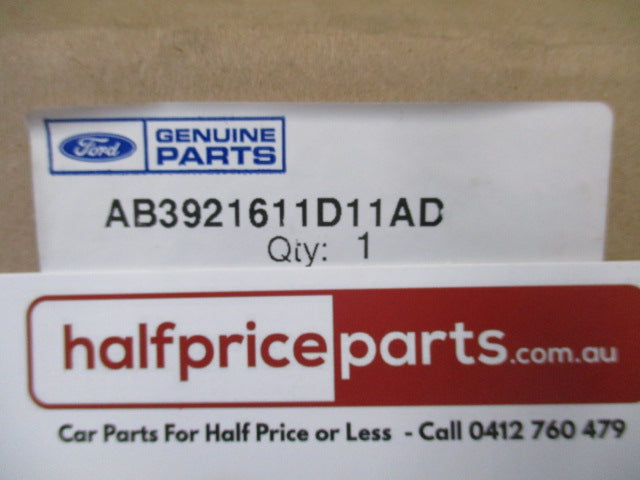 Ford GENUINE
PARTS
AB3921611D11AD
Qty: 1
halfpriceparts.com.au
Car Parts For Half Price or Less - Call 0412 760 479